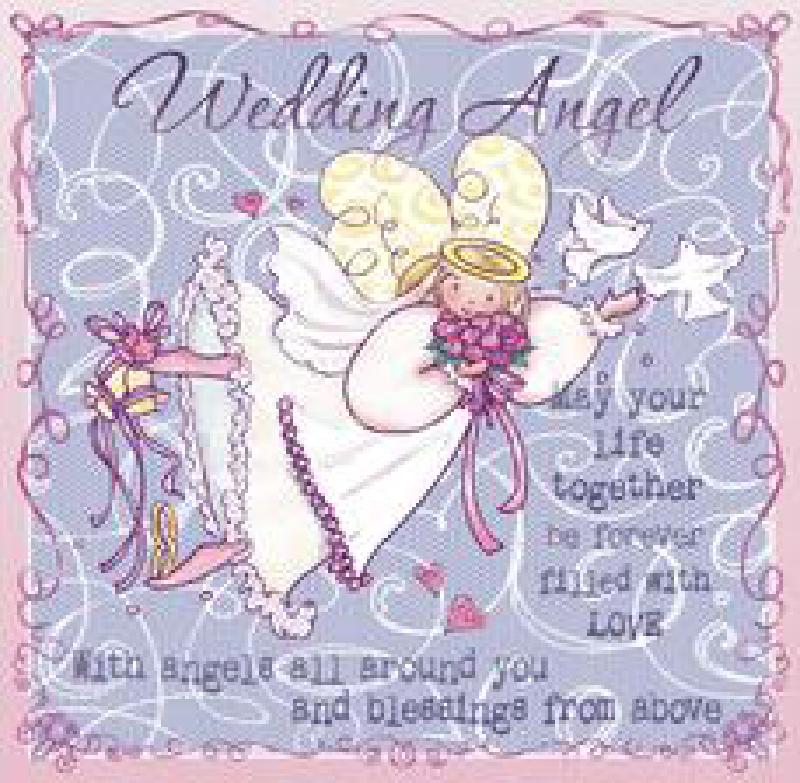 Wedding Angel
May your
life
together
be forever
filled with
LOVE
With angels all around you
and blessings from above